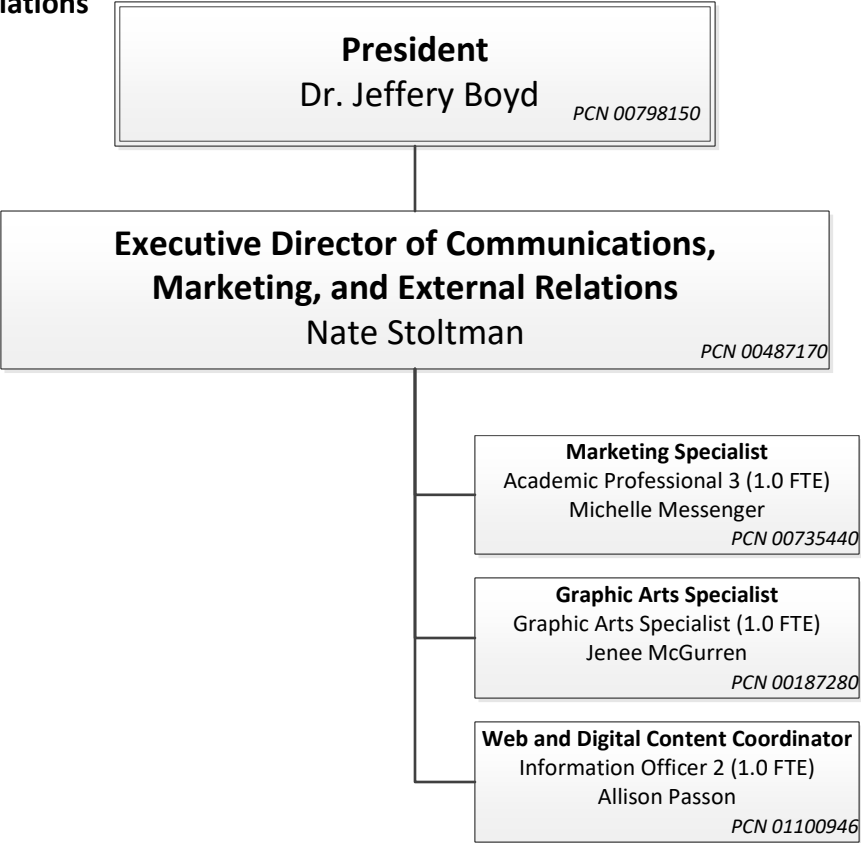 President
Dr. Jeffery Boyd
PCN 00798150
Executive Director of Communications,
Marketing, and External Relations
Nate Stoltman
PCN 00487170
Marketing Specialist
Academic Professional 3 (1.0 FTE)
Michelle Messenger
PCN 00735440
Graphic Arts Specialist
Graphic Arts Specialist (1.0 FTE)
Jenee McGurren
PCN 00187280
Web and Digital Content Coordinator
Information Officer 2 (1.0 FTE)
Allison Passon
PCN 01100946